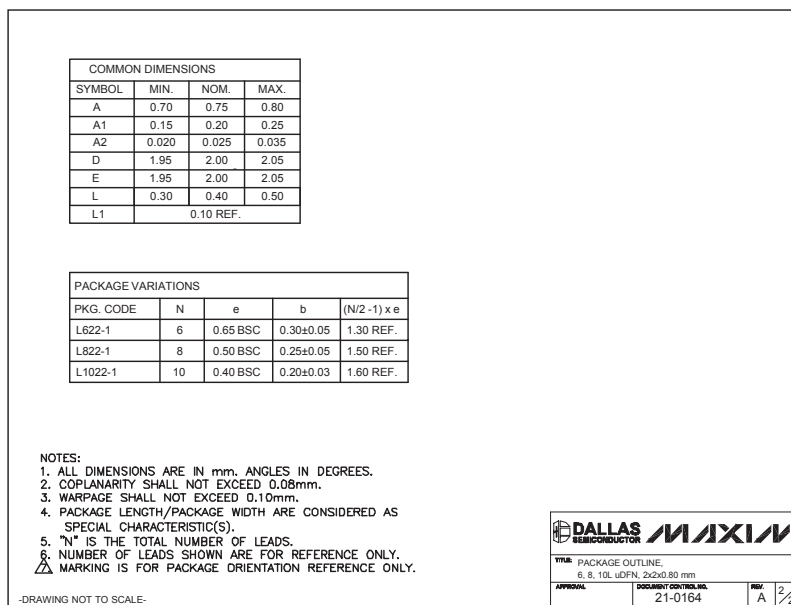 COMMON DIMENSIONS
SYMBOL MIN. NOM. MAX.
A 0.70 0.75 0.80
A1 0.15 0.20 0.25
A2 0.020 0.025 0.035
D 1.95 2.00 2.05
E 1.95 2.00 2.05
L 0.30 0.40 0.50
L1 0.10 REF.
PACKAGE VARIATIONS
PKG. CODE N e b (N/2 -1) x e
L622-1 6 0.65 BSC 0.30±0.05 1.30 REF.
L822-1 8 0.50 BSC 0.25±0.05 1.50 REF.
L1022-1 10 0.40 BSC 0.20±0.03 1.60 REF.
NOTES:
1. ALL DIMENSIONS ARE IN mm. ANGLES IN DEGREES.
2. COPLANARITY SHALL NOT EXCEED 0.08mm.
3. WARPAGE SHALL NOT EXCEED 0.10mm.
4. PACKAGE LENGTH/PACKAGE WIDTH ARE CONSIDERED AS
SPECIAL CHARACTERISTIC(S).
5. "N" IS THE TOTAL NUMBER OF LEADS.
6. NUMBER OF LEADS SHOWN ARE FOR REFERENCE ONLY.
7 MARKING IS FOR PACKAGE ORIENTATION REFERENCE ONLY.
-DRAWING NOT TO SCALE-
DALLAS SEMICONDUCTOR MAXIM
TITLE: PACKAGE OUTLINE,
6, 8, 10L uDFN, 2x2x0.80 mm
APPROVAL DOCUMENT CONTROL NO. REV.
21-0164 A 2/2